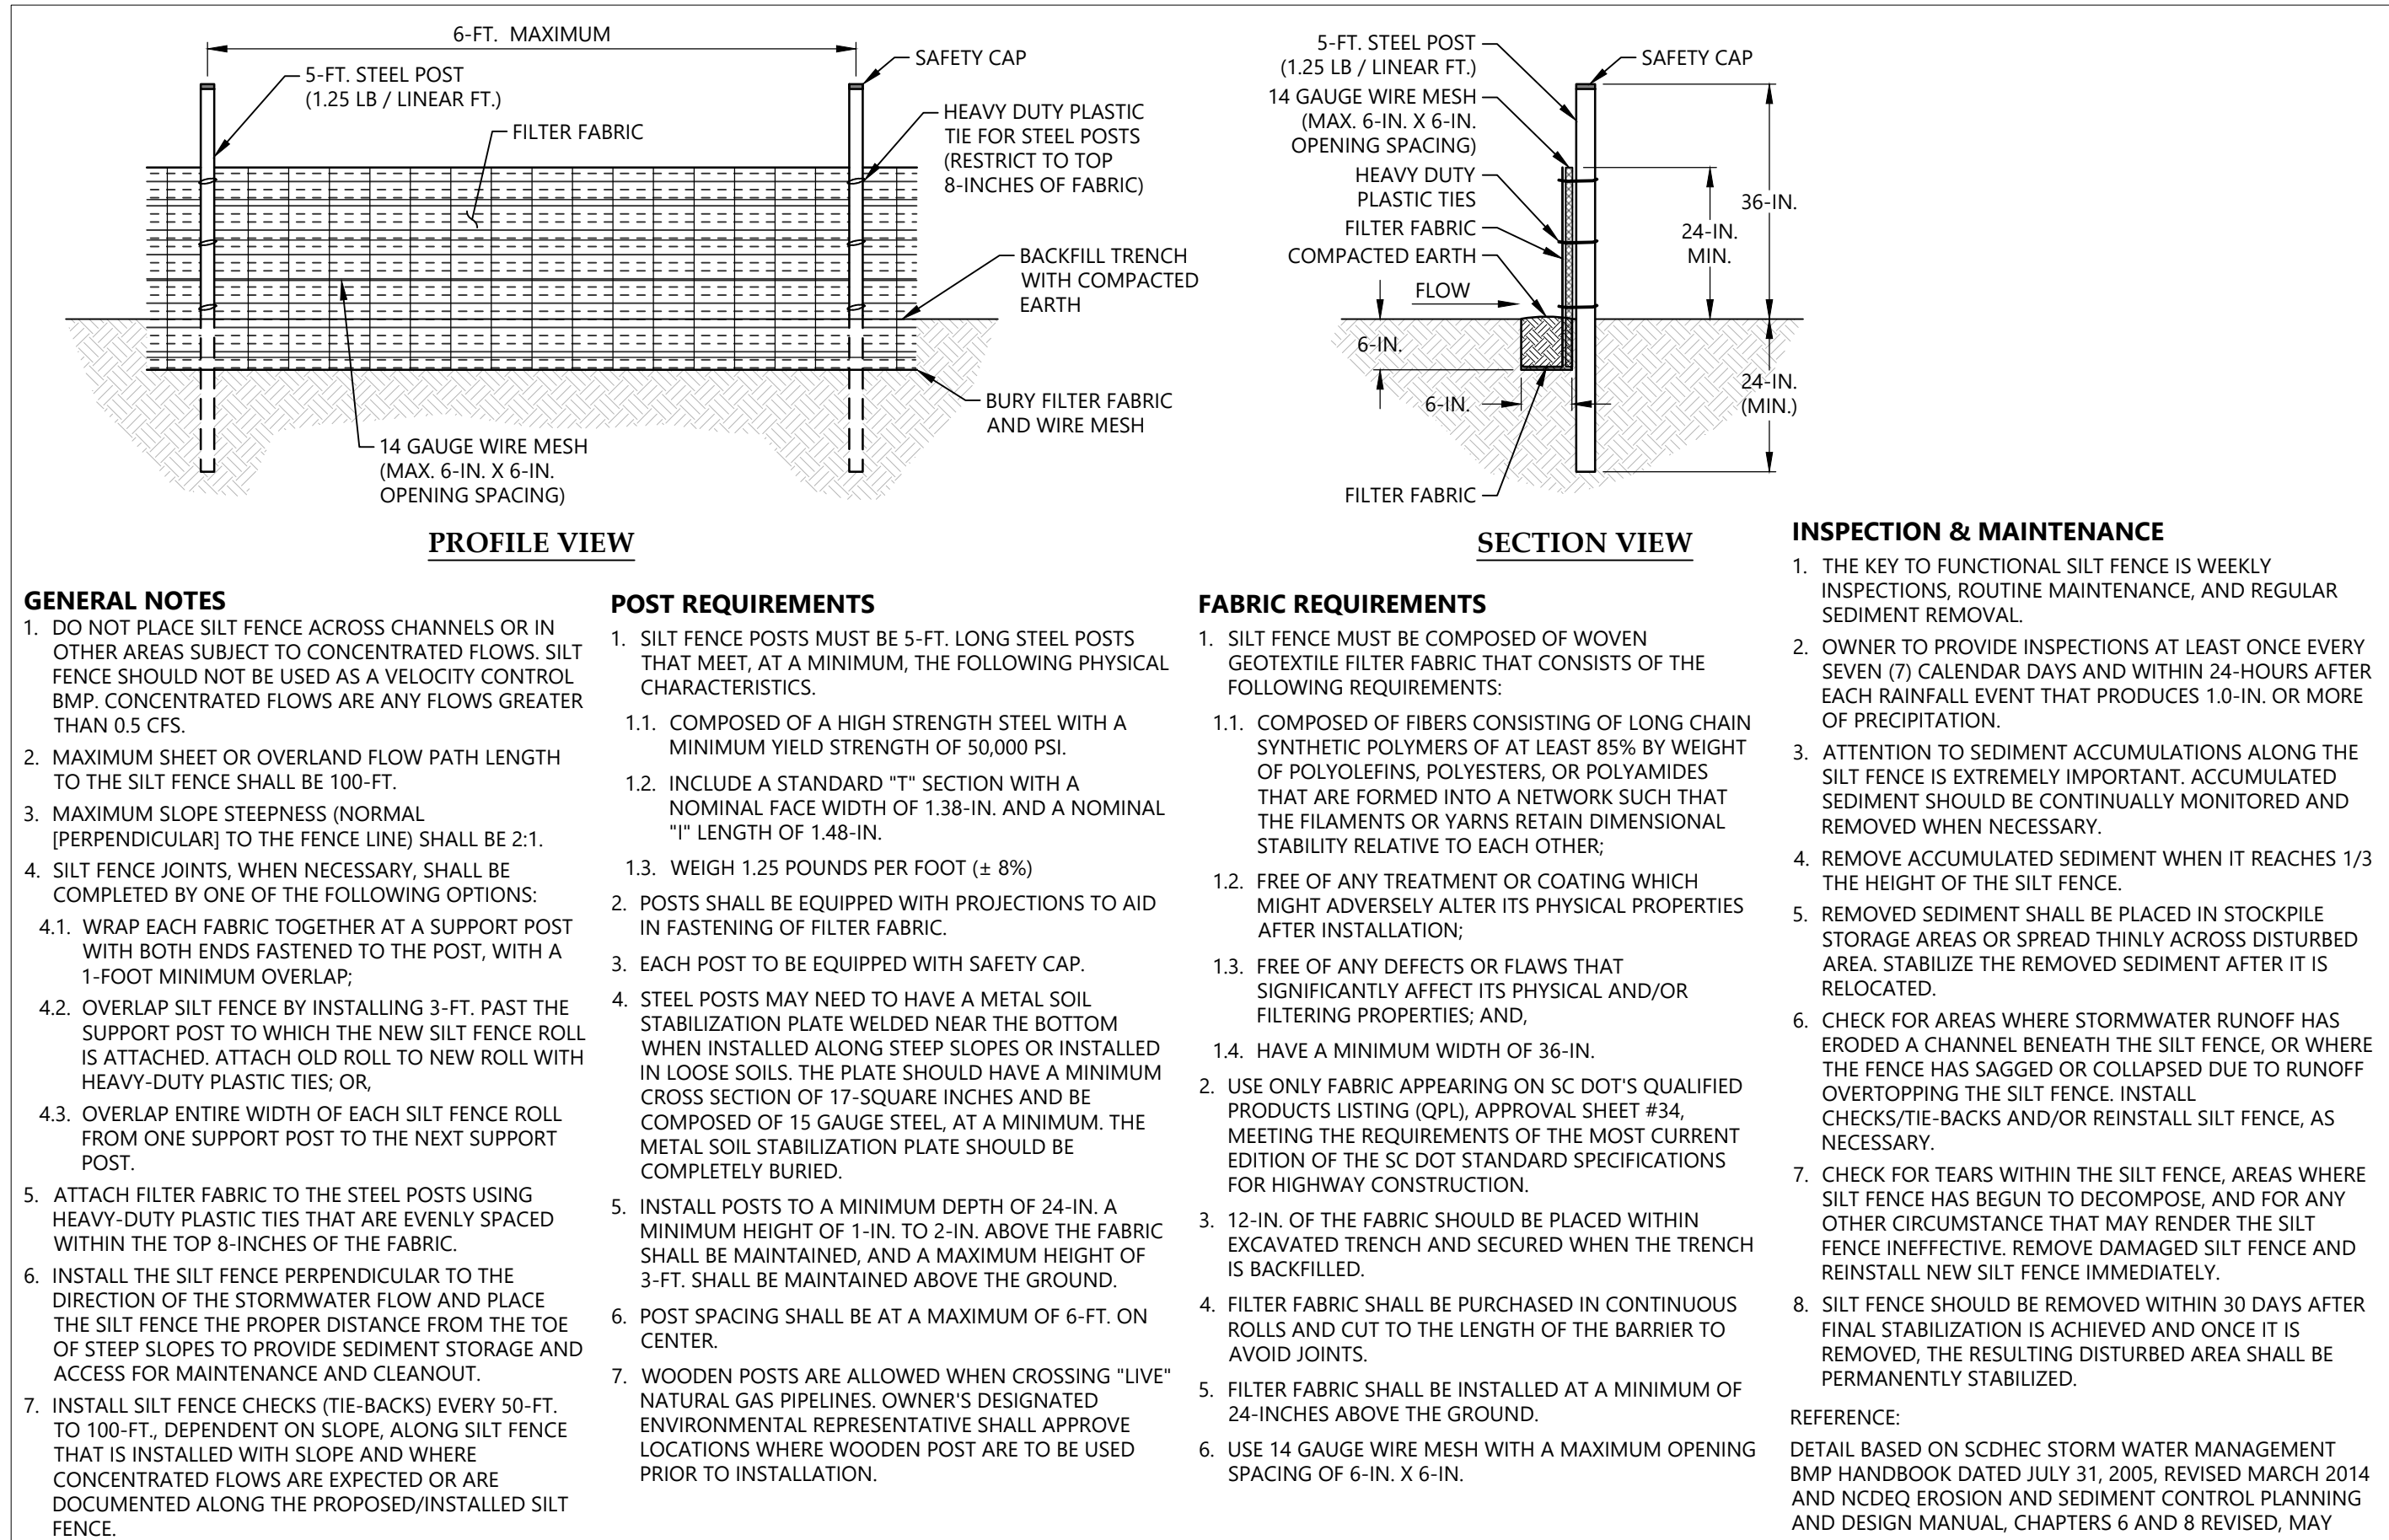 6-FT. MAXIMUM
SAFETY CAP
5-FT. STEEL POST
(1.25 LB / LINEAR FT.)
FILTER FABRIC
HEAVY DUTY PLASTIC
TIE FOR STEEL POSTS
(RESTRICT TO TOP
8-INCHES OF FABRIC)
BACKFILL TRENCH
WITH COMPACTED
EARTH
BURY FILTER FABRIC
AND WIRE MESH
14 GAUGE WIRE MESH
(MAX. 6-IN. X 6-IN.
OPENING SPACING)
PROFILE VIEW
5-FT. STEEL POST
(1.25 LB / LINEAR FT.)
SAFETY CAP
14 GAUGE WIRE MESH
(MAX. 6-IN. X 6-IN.
OPENING SPACING)
HEAVY DUTY
PLASTIC TIES
FILTER FABRIC
COMPACTED EARTH
FLOW
36-IN.
24-IN.
MIN.
6-IN.
6-IN.
24-IN.
(MIN.)
FILTER FABRIC
SECTION VIEW
GENERAL NOTES
1. DO NOT PLACE SILT FENCE ACROSS CHANNELS OR IN
OTHER AREAS SUBJECT TO CONCENTRATED FLOWS. SILT
FENCE SHOULD NOT BE USED AS A VELOCITY CONTROL
BMP. CONCENTRATED FLOWS ARE ANY FLOWS GREATER
THAN 0.5 CFS.
2. MAXIMUM SHEET OR OVERLAND FLOW PATH LENGTH
TO THE SILT FENCE SHALL BE 100-FT.
3. MAXIMUM SLOPE STEEPNESS (NORMAL
[PERPENDICULAR] TO THE FENCE LINE) SHALL BE 2:1.
4. SILT FENCE JOINTS, WHEN NECESSARY, SHALL BE
COMPLETED BY ONE OF THE FOLLOWING OPTIONS:
4.1. WRAP EACH FABRIC TOGETHER AT A SUPPORT POST
WITH BOTH ENDS FASTENED TO THE POST, WITH A
1-FOOT MINIMUM OVERLAP;
4.2. OVERLAP SILT FENCE BY INSTALLING 3-FT. PAST THE
SUPPORT POST TO WHICH THE NEW SILT FENCE ROLL
IS ATTACHED. ATTACH OLD ROLL TO NEW ROLL WITH
HEAVY-DUTY PLASTIC TIES; OR,
4.3. OVERLAP ENTIRE WIDTH OF EACH SILT FENCE ROLL
FROM ONE SUPPORT POST TO THE NEXT SUPPORT
POST.
5. ATTACH FILTER FABRIC TO THE STEEL POSTS USING
HEAVY-DUTY PLASTIC TIES THAT ARE EVENLY SPACED
WITHIN THE TOP 8-INCHES OF THE FABRIC.
6. INSTALL THE SILT FENCE PERPENDICULAR TO THE
DIRECTION OF THE STORMWATER FLOW AND PLACE
THE SILT FENCE THE PROPER DISTANCE FROM THE TOE
OF STEEP SLOPES TO PROVIDE SEDIMENT STORAGE AND
ACCESS FOR MAINTENANCE AND CLEANOUT.
7. INSTALL SILT FENCE CHECKS (TIE-BACKS) EVERY 50-FT.
TO 100-FT., DEPENDENT ON SLOPE, ALONG SILT FENCE
THAT IS INSTALLED WITH SLOPE AND WHERE
CONCENTRATED FLOWS ARE EXPECTED OR ARE
DOCUMENTED ALONG THE PROPOSED/INSTALLED SILT
FENCE.
POST REQUIREMENTS
1. SILT FENCE POSTS MUST BE 5-FT. LONG STEEL POSTS
THAT MEET, AT A MINIMUM, THE FOLLOWING PHYSICAL
CHARACTERISTICS.
1.1. COMPOSED OF A HIGH STRENGTH STEEL WITH A
MINIMUM YIELD STRENGTH OF 50,000 PSI.
1.2. INCLUDE A STANDARD "T" SECTION WITH A
NOMINAL FACE WIDTH OF 1.38-IN. AND A NOMINAL
"I" LENGTH OF 1.48-IN.
1.3. WEIGH 1.25 POUNDS PER FOOT (± 8%)
2. POSTS SHALL BE EQUIPPED WITH PROJECTIONS TO AID
IN FASTENING OF FILTER FABRIC.
3. EACH POST TO BE EQUIPPED WITH SAFETY CAP.
4. STEEL POSTS MAY NEED TO HAVE A METAL SOIL
STABILIZATION PLATE WELDED NEAR THE BOTTOM
WHEN INSTALLED ALONG STEEP SLOPES OR INSTALLED
IN LOOSE SOILS. THE PLATE SHOULD HAVE A MINIMUM
CROSS SECTION OF 17-SQUARE INCHES AND BE
COMPOSED OF 15 GAUGE STEEL, AT A MINIMUM. THE
METAL SOIL STABILIZATION PLATE SHOULD BE
COMPLETELY BURIED.
5. INSTALL POSTS TO A MINIMUM DEPTH OF 24-IN. A
MINIMUM HEIGHT OF 1-IN. TO 2-IN. ABOVE THE FABRIC
SHALL BE MAINTAINED, AND A MAXIMUM HEIGHT OF
3-FT. SHALL BE MAINTAINED ABOVE THE GROUND.
6. POST SPACING SHALL BE AT A MAXIMUM OF 6-FT. ON
CENTER.
7. WOODEN POSTS ARE ALLOWED WHEN CROSSING "LIVE"
NATURAL GAS PIPELINES. OWNER'S DESIGNATED
ENVIRONMENTAL REPRESENTATIVE SHALL APPROVE
LOCATIONS WHERE WOODEN POST ARE TO BE USED
PRIOR TO INSTALLATION.
FABRIC REQUIREMENTS
1. SILT FENCE MUST BE COMPOSED OF WOVEN
GEOTEXTILE FILTER FABRIC THAT CONSISTS OF THE
FOLLOWING REQUIREMENTS:
1.1. COMPOSED OF FIBERS CONSISTING OF LONG CHAIN
SYNTHETIC POLYMERS OF AT LEAST 85% BY WEIGHT
OF POLYOLEFINS, POLYESTERS, OR POLYAMIDES
THAT ARE FORMED INTO A NETWORK SUCH THAT
THE FILAMENTS OR YARNS RETAIN DIMENSIONAL
STABILITY RELATIVE TO EACH OTHER;
1.2. FREE OF ANY TREATMENT OR COATING WHICH
MIGHT ADVERSELY ALTER ITS PHYSICAL PROPERTIES
AFTER INSTALLATION;
1.3. FREE OF ANY DEFECTS OR FLAWS THAT
SIGNIFICANTLY AFFECT ITS PHYSICAL AND/OR
FILTERING PROPERTIES; AND,
1.4. HAVE A MINIMUM WIDTH OF 36-IN.
2. USE ONLY FABRIC APPEARING ON SC DOT'S QUALIFIED
PRODUCTS LISTING (QPL), APPROVAL SHEET #34,
MEETING THE REQUIREMENTS OF THE MOST CURRENT
EDITION OF THE SC DOT STANDARD SPECIFICATIONS
FOR HIGHWAY CONSTRUCTION.
3. 12-IN. OF THE FABRIC SHOULD BE PLACED WITHIN
EXCAVATED TRENCH AND SECURED WHEN THE TRENCH
IS BACKFILLED.
4. FILTER FABRIC SHALL BE PURCHASED IN CONTINUOUS
ROLLS AND CUT TO THE LENGTH OF THE BARRIER TO
AVOID JOINTS.
5. FILTER FABRIC SHALL BE INSTALLED AT A MINIMUM OF
24-INCHES ABOVE THE GROUND.
6. USE 14 GAUGE WIRE MESH WITH A MAXIMUM OPENING
SPACING OF 6-IN. X 6-IN.
INSPECTION & MAINTENANCE
1. THE KEY TO FUNCTIONAL SILT FENCE IS WEEKLY
INSPECTIONS, ROUTINE MAINTENANCE, AND REGULAR
SEDIMENT REMOVAL.
2. OWNER TO PROVIDE INSPECTIONS AT LEAST ONCE EVERY
SEVEN (7) CALENDAR DAYS AND WITHIN 24-HOURS AFTER
EACH RAINFALL EVENT THAT PRODUCES 1.0-IN. OR MORE
OF PRECIPITATION.
3. ATTENTION TO SEDIMENT ACCUMULATIONS ALONG THE
SILT FENCE IS EXTREMELY IMPORTANT. ACCUMULATED
SEDIMENT SHOULD BE CONTINUALLY MONITORED AND
REMOVED WHEN NECESSARY.
4. REMOVE ACCUMULATED SEDIMENT WHEN IT REACHES 1/3
THE HEIGHT OF THE SILT FENCE.
5. REMOVED SEDIMENT SHALL BE PLACED IN STOCKPILE
STORAGE AREAS OR SPREAD THINLY ACROSS DISTURBED
AREA. STABILIZE THE REMOVED SEDIMENT AFTER IT IS
RELOCATED.
6. CHECK FOR AREAS WHERE STORMWATER RUNOFF HAS
ERODED A CHANNEL BENEATH THE SILT FENCE, OR WHERE
THE FENCE HAS SAGGED OR COLLAPSED DUE TO RUNOFF
OVERTOPPING THE SILT FENCE. INSTALL
CHECKS/TIE-BACKS AND/OR REINSTALL SILT FENCE, AS
NECESSARY.
7. CHECK FOR TEARS WITHIN THE SILT FENCE, AREAS WHERE
SILT FENCE HAS BEGUN TO DECOMPOSE, AND FOR ANY
OTHER CIRCUMSTANCE THAT MAY RENDER THE SILT
FENCE INEFFECTIVE. REMOVE DAMAGED SILT FENCE AND
REINSTALL NEW SILT FENCE IMMEDIATELY.
8. SILT FENCE SHOULD BE REMOVED WITHIN 30 DAYS AFTER
FINAL STABILIZATION IS ACHIEVED AND ONCE IT IS
REMOVED, THE RESULTING DISTURBED AREA SHALL BE
PERMANENTLY STABILIZED.
REFERENCE:
DETAIL BASED ON SCDHEC STORM WATER MANAGEMENT
BMP HANDBOOK DATED JULY 31, 2005, REVISED MARCH 2014
AND NCDEQ EROSION AND SEDIMENT CONTROL PLANNING
AND DESIGN MANUAL, CHAPTERS 6 AND 8 REVISED, MAY